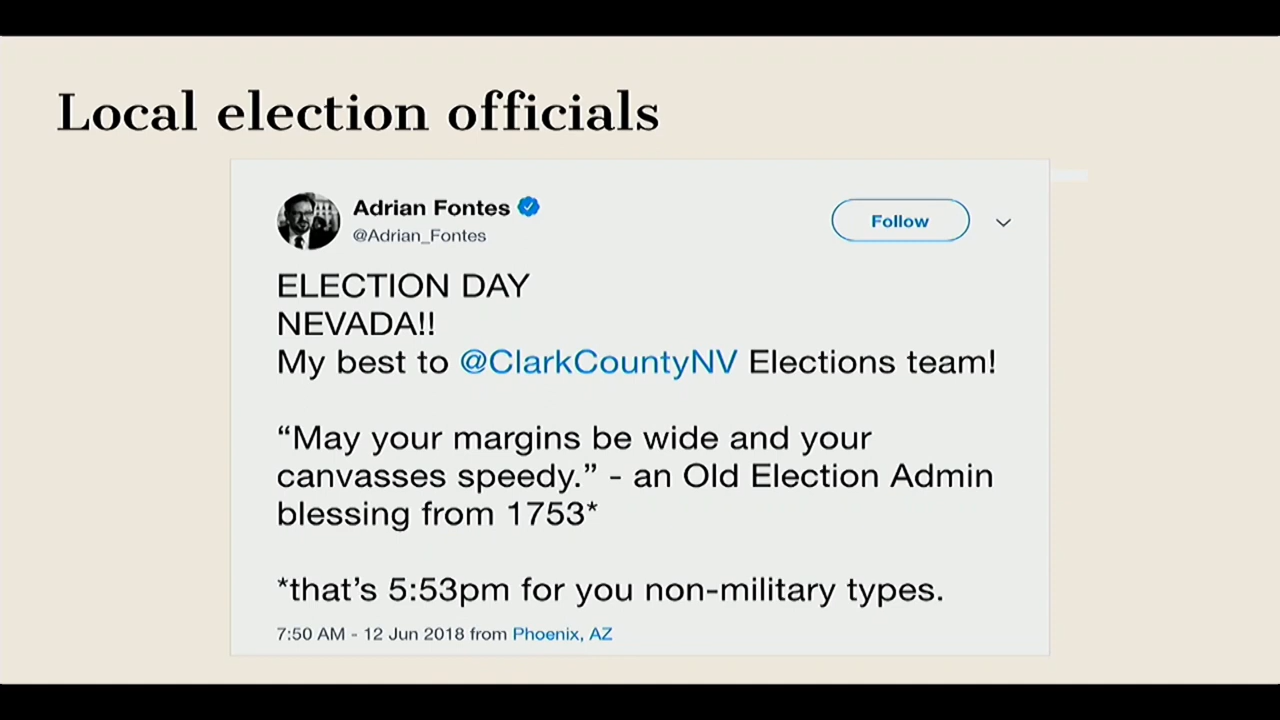 Local election officials
Adrian Fontes
@Adrian_Fontes
Follow
ELECTION DAY
NEVADA!!
My best to @ClarkCountyNV Elections team!
“May your margins be wide and your
canvasses speedy.” - an Old Election Admin
blessing from 1753*
*that’s 5:53pm for you non-military types.
7:50 AM - 12 Jun 2018 from Phoenix, AZ